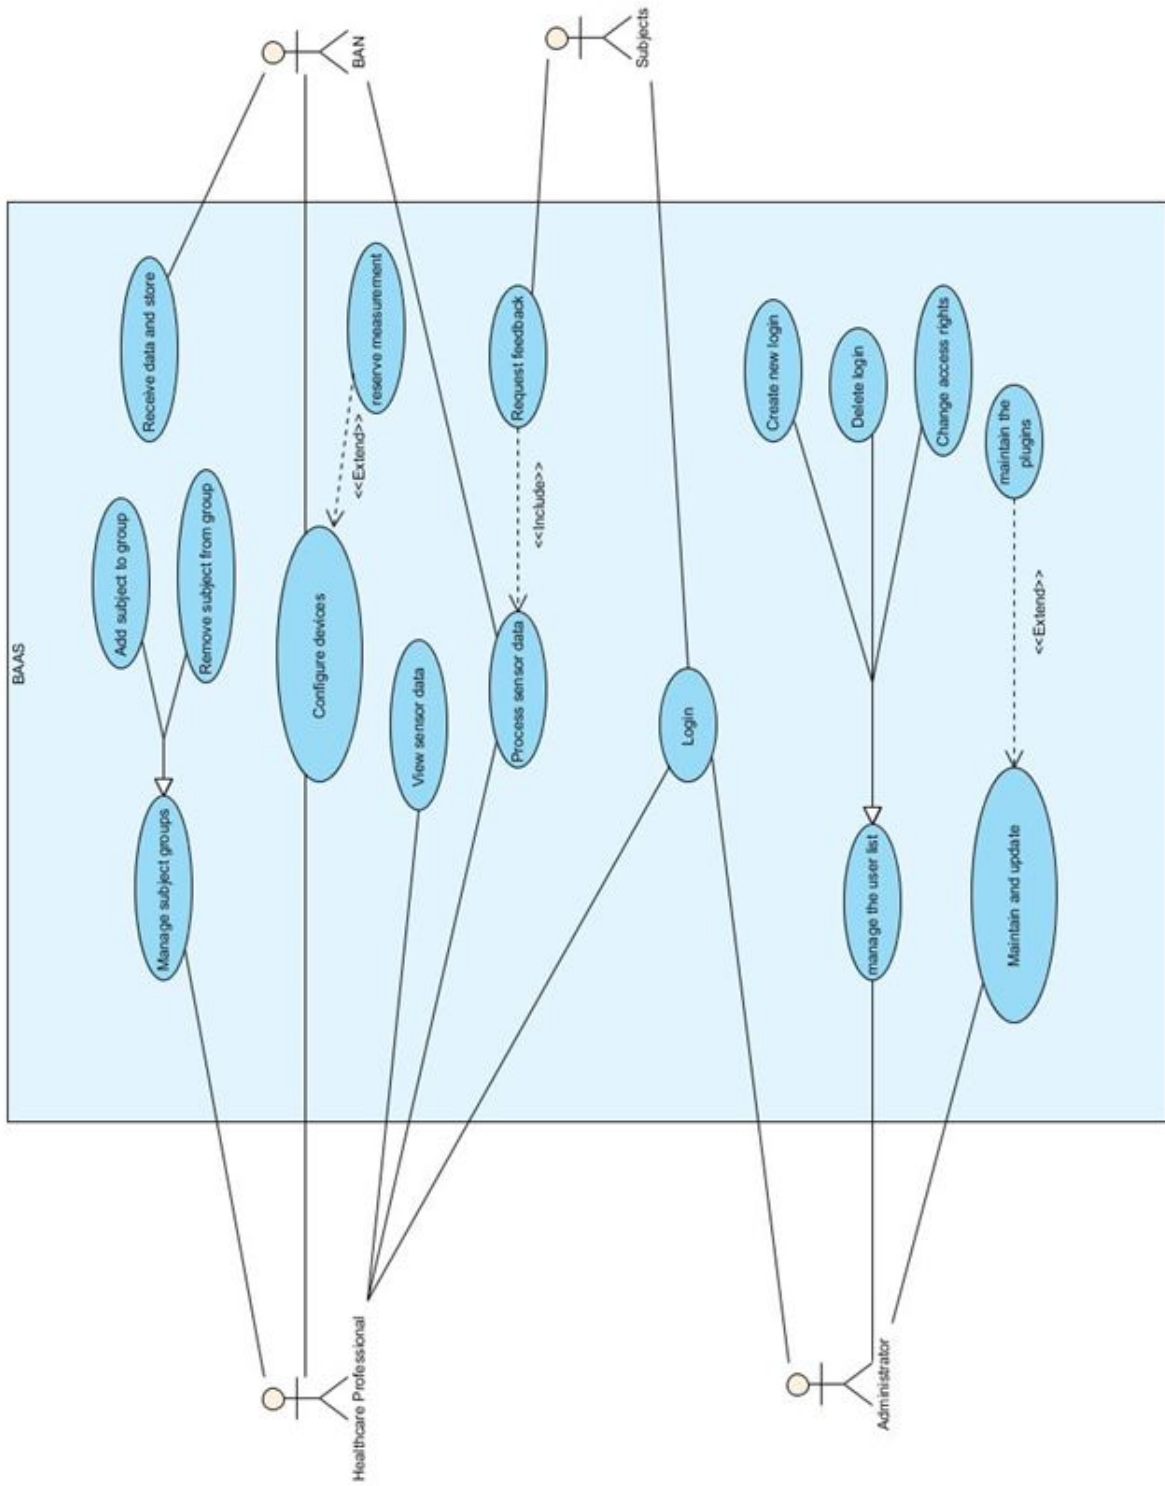 BAAS
Healthcare Professional
Administrator
BAN
Subjects
Manage subject groups
Add subject to group
Remove subject from group
Receive data and store
Configure devices
<<Extend>>
reserve measurement
View sensor data
Process sensor data
<<Include>>
Request feedback
Login
manage the user list
Create new login
Delete login
Change access rights
Maintain and update
<<Extend>>
maintain the
plugins